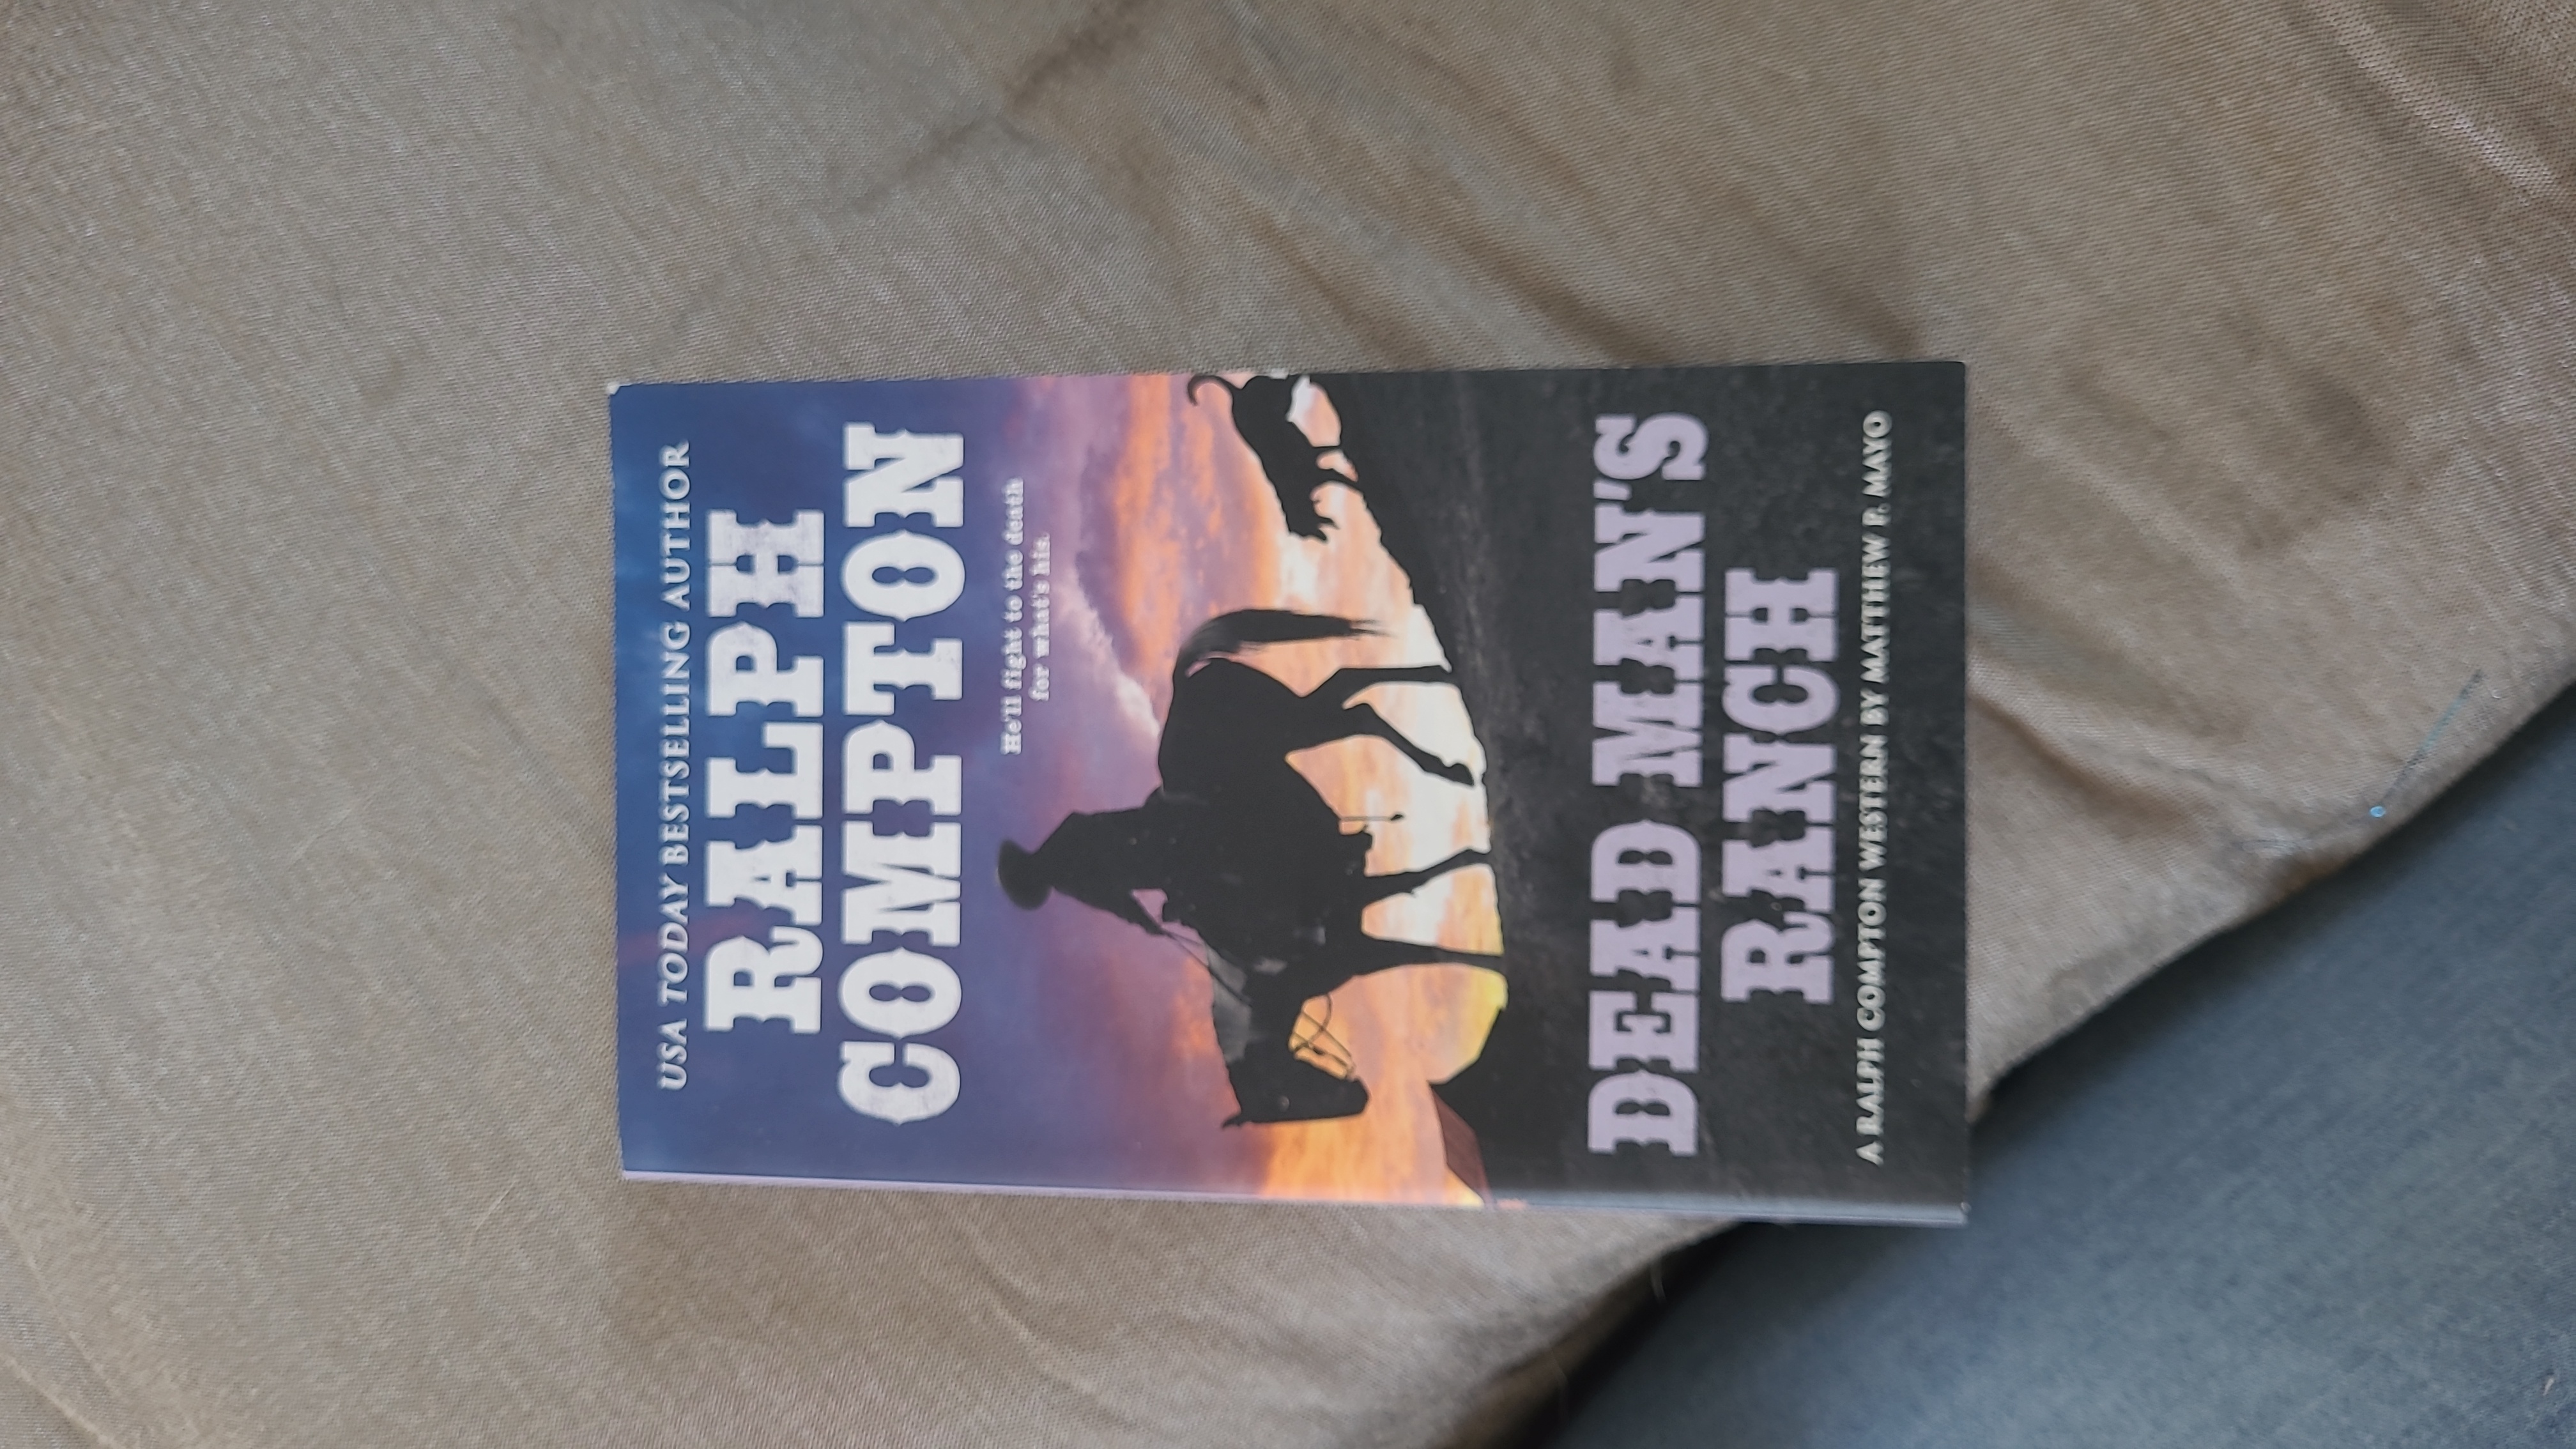 USA TODAY BESTSELLING AUTHOR
RALPH
COMPTON
He'll fight to the death
for what's his.
DEAD MAN'S
RANCH
A RALPH COMPTON WESTERN BY MATTHEW P. MAYO